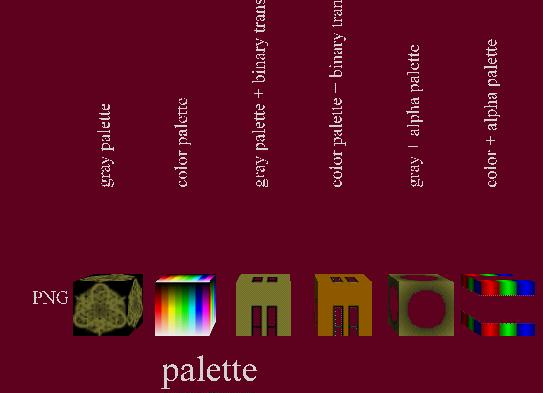 gray palette
color palette
gray palette + binary trans
color palette + binary tran
gray + alpha palette
color + alpha palette
PNG
palette